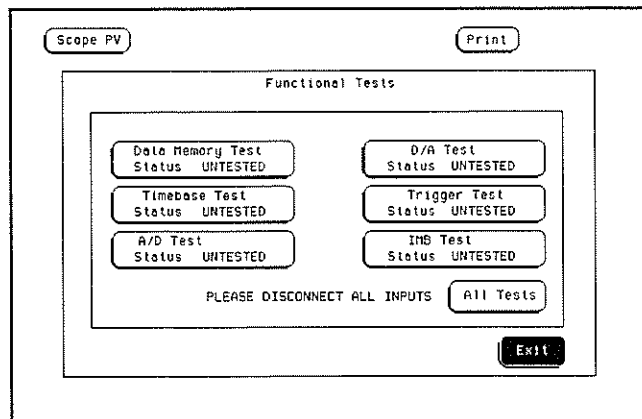 Scope PV Print
Functional Tests
Data Memory Test D/A Test
Status UNTESTED Status UNTESTED
Timebase Test Trigger Test
Status UNTESTED Status UNTESTED
A/D Test IMB Test
Status UNTESTED Status UNTESTED
PLEASE DISCONNECT ALL INPUTS All Tests
Exit